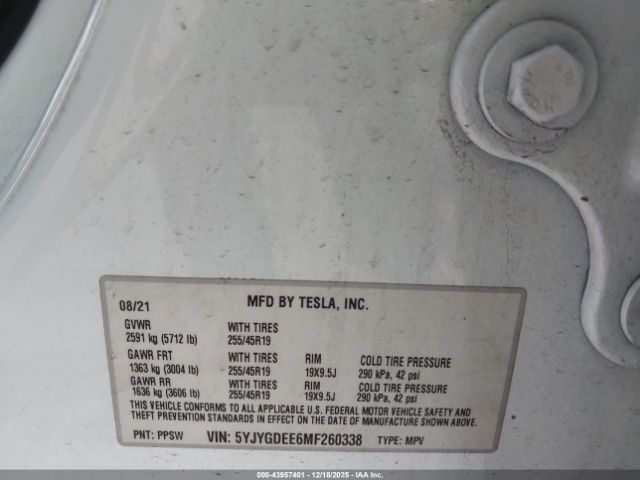 08/21 MFD BY TESLA, INC.
GVWR WITH TIRES
2591 kg (5712 lb) 255/45R19
GAWR FRT WITH TIRES RIM COLD TIRE PRESSURE
1363 kg (3004 lb) 255/45R19 19X9.5J 290 kPa, 42 psi
GAWR RR WITH TIRES RIM COLD TIRE PRESSURE
1636 kg (3606 lb) 255/45R19 19X9.5J 290 kPa, 42 psi
THIS VEHICLE CONFORMS TO ALL APPLICABLE U.S. FEDERAL MOTOR VEHICLE SAFETY AND
THEFT PREVENTION STANDARDS IN EFFECT ON THE DATE OF MANUFACTURE SHOWN ABOVE.
PNT: PPSW VIN: 5YJYGDEE6MF260338 TYPE: MPV
000-43957401 - 12/18/2025 - IAA Inc.